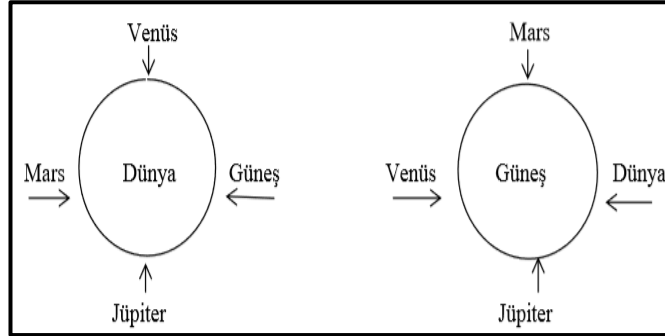 Venüs
Mars
Dünya
Güneş
Jüpiter
Mars
Venüs
Güneş
Dünya
Jüpiter